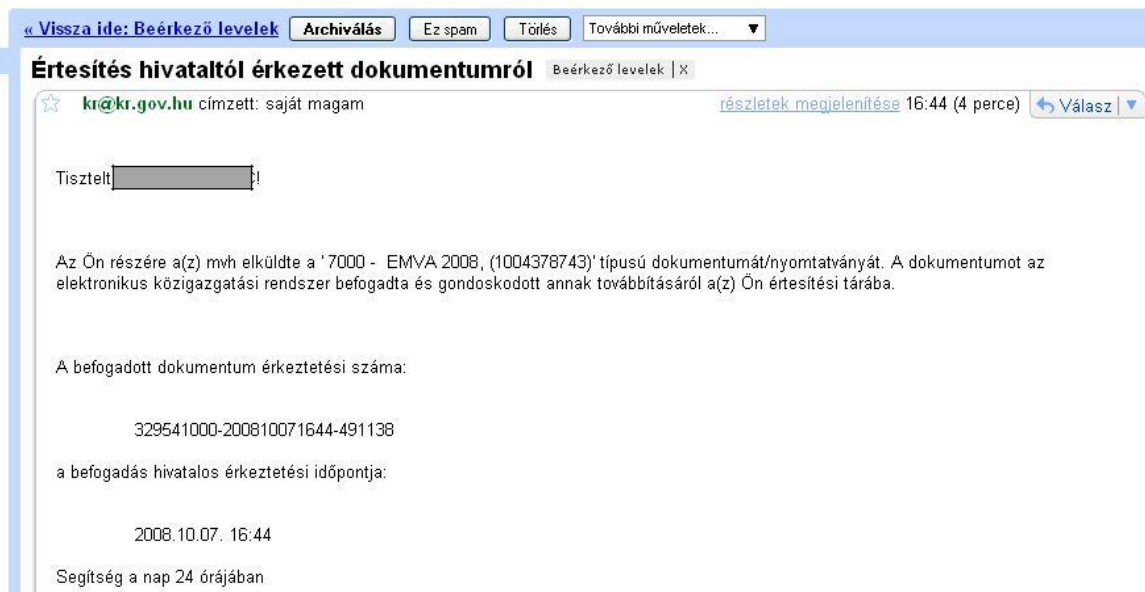 « Vissza ide: Beérkező levelek Archiválás Ez spam Törlés További műveletek...
Értesítés hivataltól érkezett dokumentumról Beérkező levelek | X
kr@kr.gov.hu címzett: saját magam részletek megjelenítése 16:44 (4 perce) Válasz
Tisztelt !
Az Ön részére a(z) mvh elküldte a ' 7000 - EMVA 2008, (1004378743)' típusú dokumentumát/nyomtatványát. A dokumentumot az
elektronikus közigazgatási rendszer befogadta és gondoskodott annak továbbításáról a(z) Ön értesítési tárába.
A befogadott dokumentum érkeztetési száma:
329541000-200810071644-491138
a befogadás hivatalos érkeztetési időpontja:
2008.10.07. 16:44
Segítség a nap 24 órájában